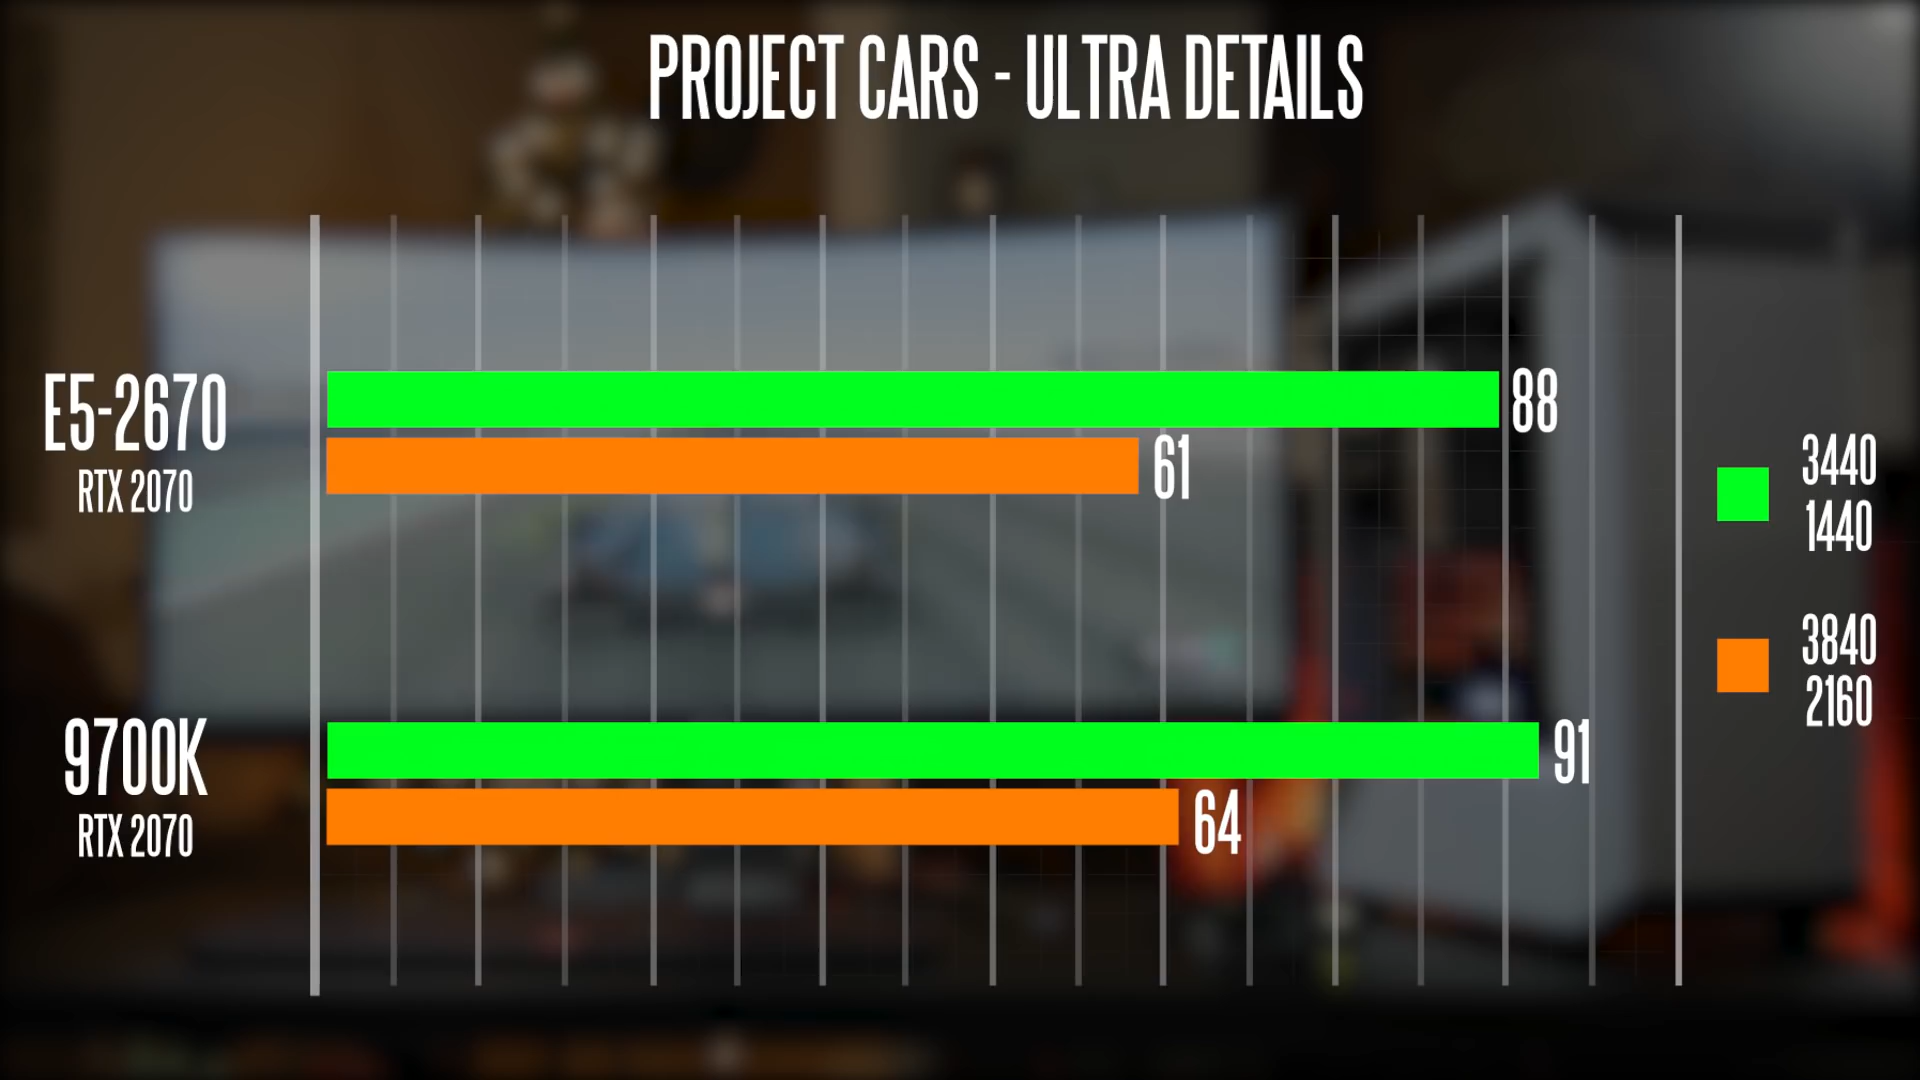 PROJECT CARS - ULTRA DETAILS
E5-2670
RTX 2070
88
61
9700K
RTX 2070
91
64
3440
1440
3840
2160